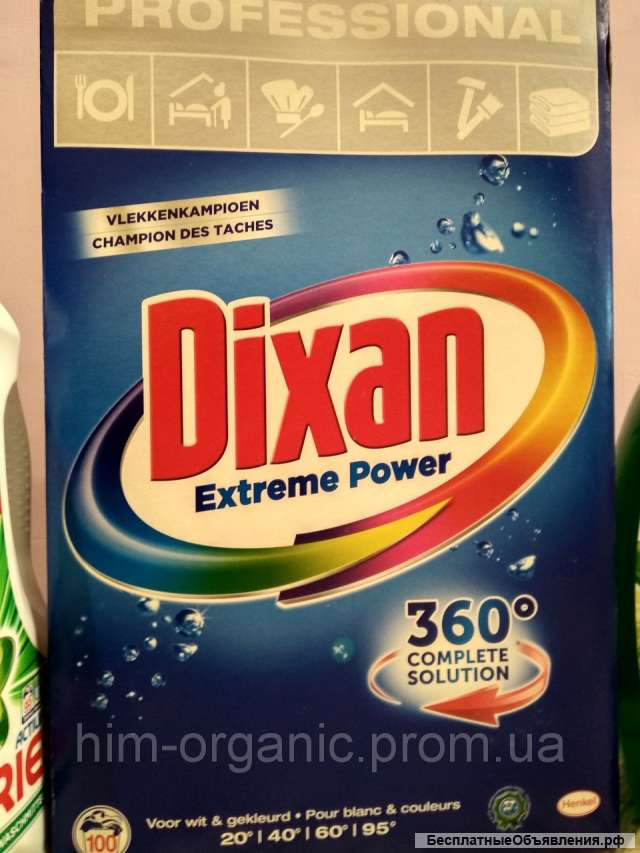 PROFESSIONAL
VLEKKENKAMPIOEN
CHAMPION DES TACHES
Dixan
Extreme Power
360°
COMPLETE
SOLUTION
him-organic.prom.ua
Voor wit & gekleurd • Pour blanc & couleurs
20° | 40° | 60° | 95°
100
Henkel
БесплатныеОбъявления.рф